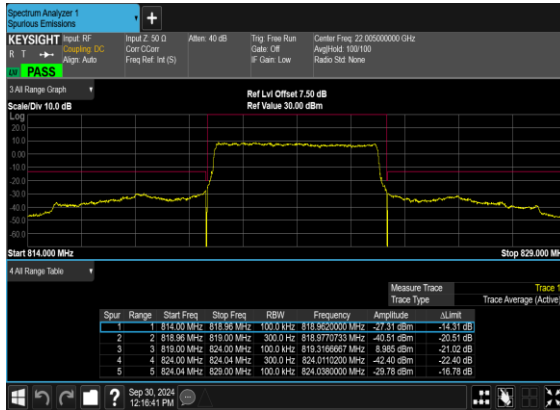 Spectrum Analyzer 1
Spurious Emissions
+
KEYSIGHT Input: RF Input Z: 50 Ω Atten: 40 dB Trig: Free Run Center Freq: 22.005000000 GHz
R T Coupling: DC Corr CCorr Gate: Off Avg|Hold: 100/100
Align: Auto Freq Ref: Int (S) IF Gain: Low Radio Std: None
LV PASS
3 All Range Graph
Ref Lvl Offset 7.50 dB
Scale/Div 10.0 dB Ref Value 30.00 dBm
Log
20.0
10.0
0.00
-10.0
-20.0
-30.0
-40.0
-50.0
-60.0
Start 814.000 MHz Stop 829.000 MH
4 All Range Table
Measure Trace Trace 1
Trace Type Trace Average (Active)
Spur Range Start Freq Stop Freq RBW Frequency Amplitude ΔLimit
1 1 814.00 MHz 818.96 MHz 100.0 kHz 818.9620000 MHz -27.31 dBm -14.31 dB
2 2 818.96 MHz 819.00 MHz 300.0 Hz 818.9770733 MHz -40.51 dBm -20.51 dB
3 3 819.00 MHz 824.00 MHz 100.0 kHz 819.3166667 MHz 8.985 dBm -21.02 dB
4 4 824.00 MHz 824.04 MHz 300.0 Hz 824.0110200 MHz -42.40 dBm -22.40 dB
5 5 824.04 MHz 829.00 MHz 100.0 kHz 824.0380000 MHz -29.78 dBm -16.78 dB
? Sep 30, 2024
12:16:41 PM